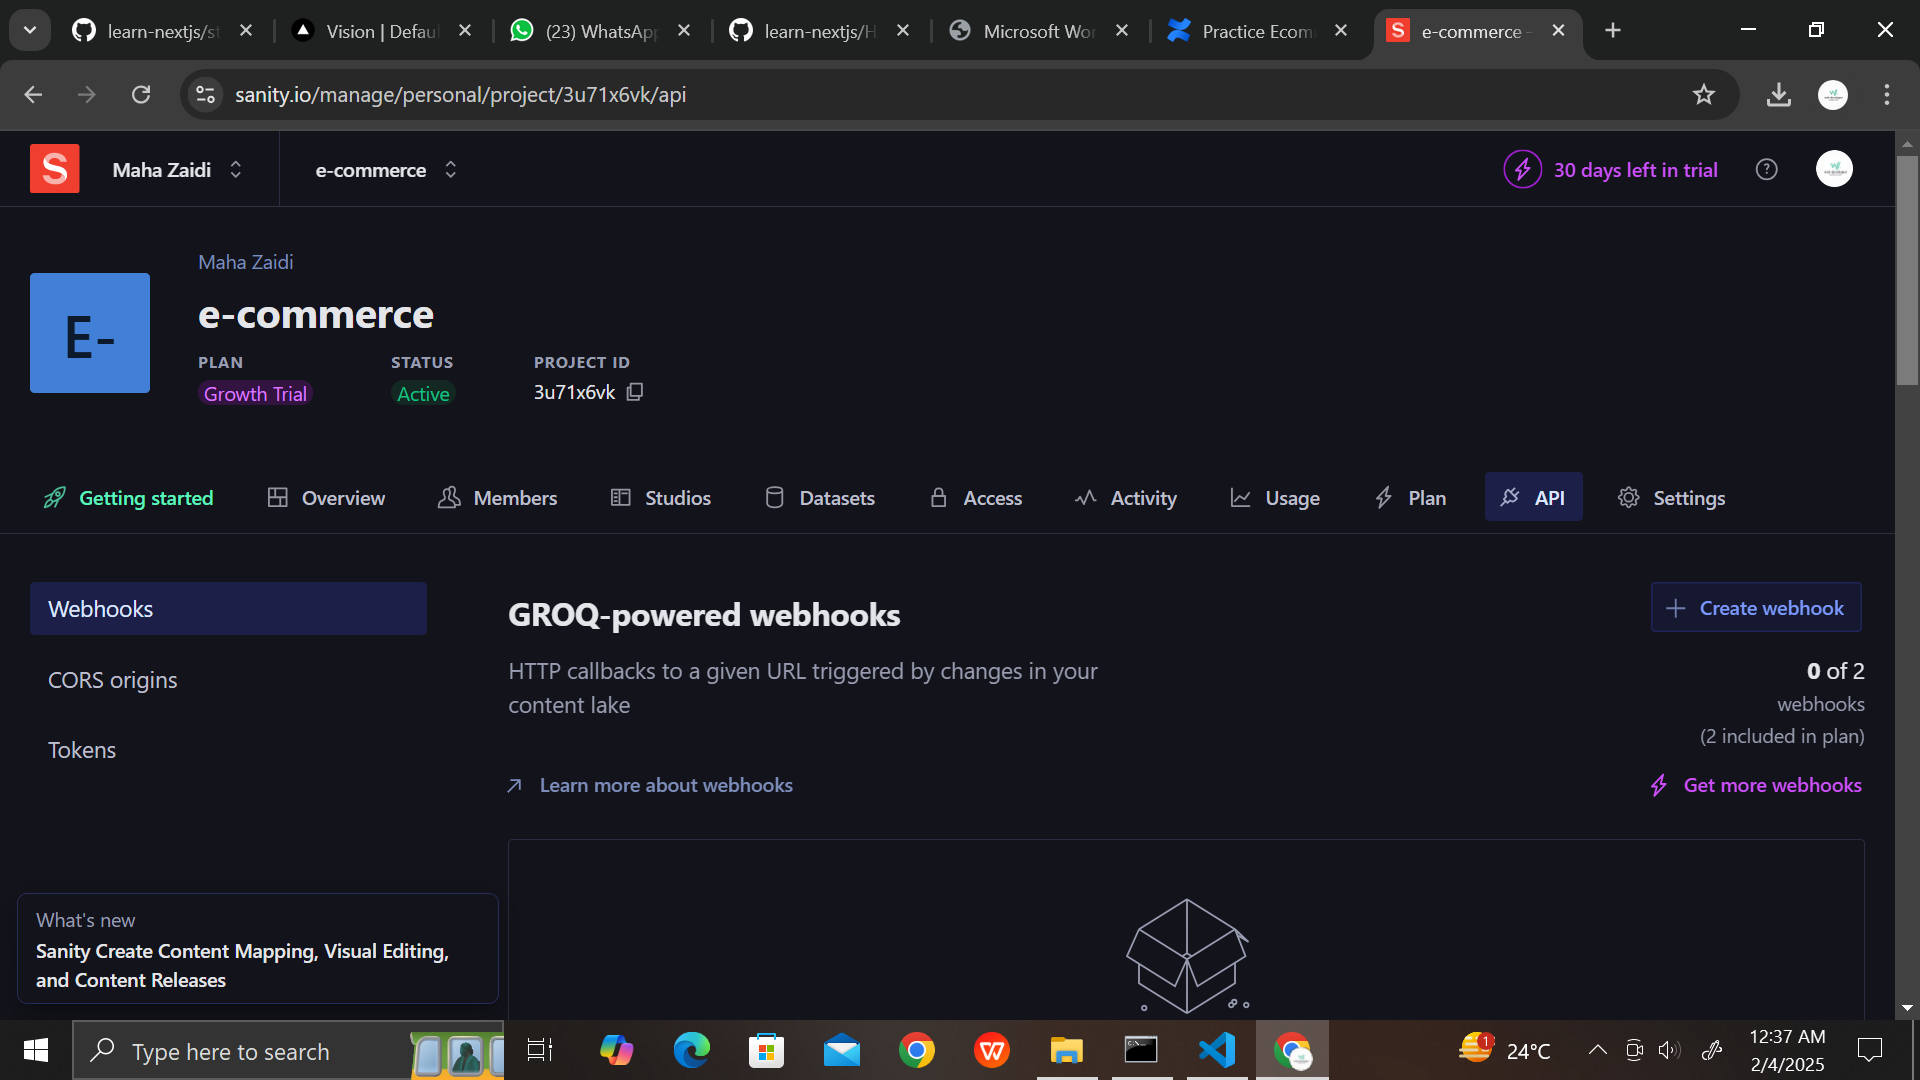 learn-nextjs/st
Vision | Defaul
(23) WhatsApp
learn-nextjs/H
Microsoft Wor
Practice Ecom
e-commerce -
sanity.io/manage/personal/project/3u71x6vk/api
S
Maha Zaidi
e-commerce
30 days left in trial
Maha Zaidi
E-
e-commerce
PLAN
STATUS
PROJECT ID
Growth Trial
Active
3u71x6vk
Getting started
Overview
Members
Studios
Datasets
Access
Activity
Usage
Plan
API
Settings
Webhooks
CORS origins
Tokens
GROQ-powered webhooks
Create webhook
HTTP callbacks to a given URL triggered by changes in your
content lake
0 of 2
webhooks
(2 included in plan)
Learn more about webhooks
Get more webhooks
What's new
Sanity Create Content Mapping, Visual Editing,
and Content Releases
Type here to search
1
24°C
12:37 AM
2/4/2025